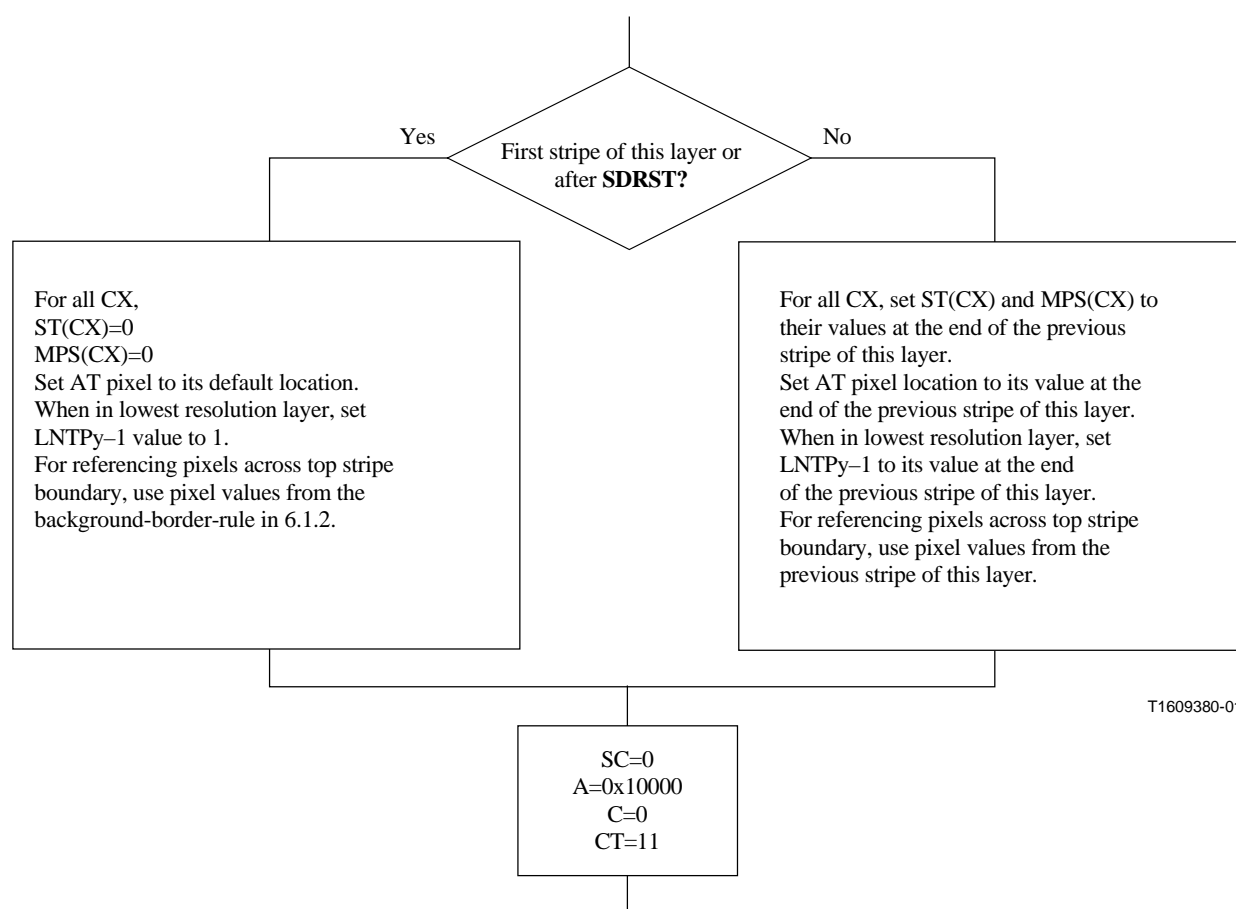 First stripe of this layer or
after SDRST?
Yes
No
For all CX,
ST(CX)=0
MPS(CX)=0
Set AT pixel to its default location.
When in lowest resolution layer, set
LNTPy–1 value to 1.
For referencing pixels across top stripe
boundary, use pixel values from the
background-border-rule in 6.1.2.
For all CX, set ST(CX) and MPS(CX) to
their values at the end of the previous
stripe of this layer.
Set AT pixel location to its value at the
end of the previous stripe of this layer.
When in lowest resolution layer, set
LNTPy–1 to its value at the end
of the previous stripe of this layer.
For referencing pixels across top stripe
boundary, use pixel values from the
previous stripe of this layer.
T1609380-01
SC=0
A=0x10000
C=0
CT=11